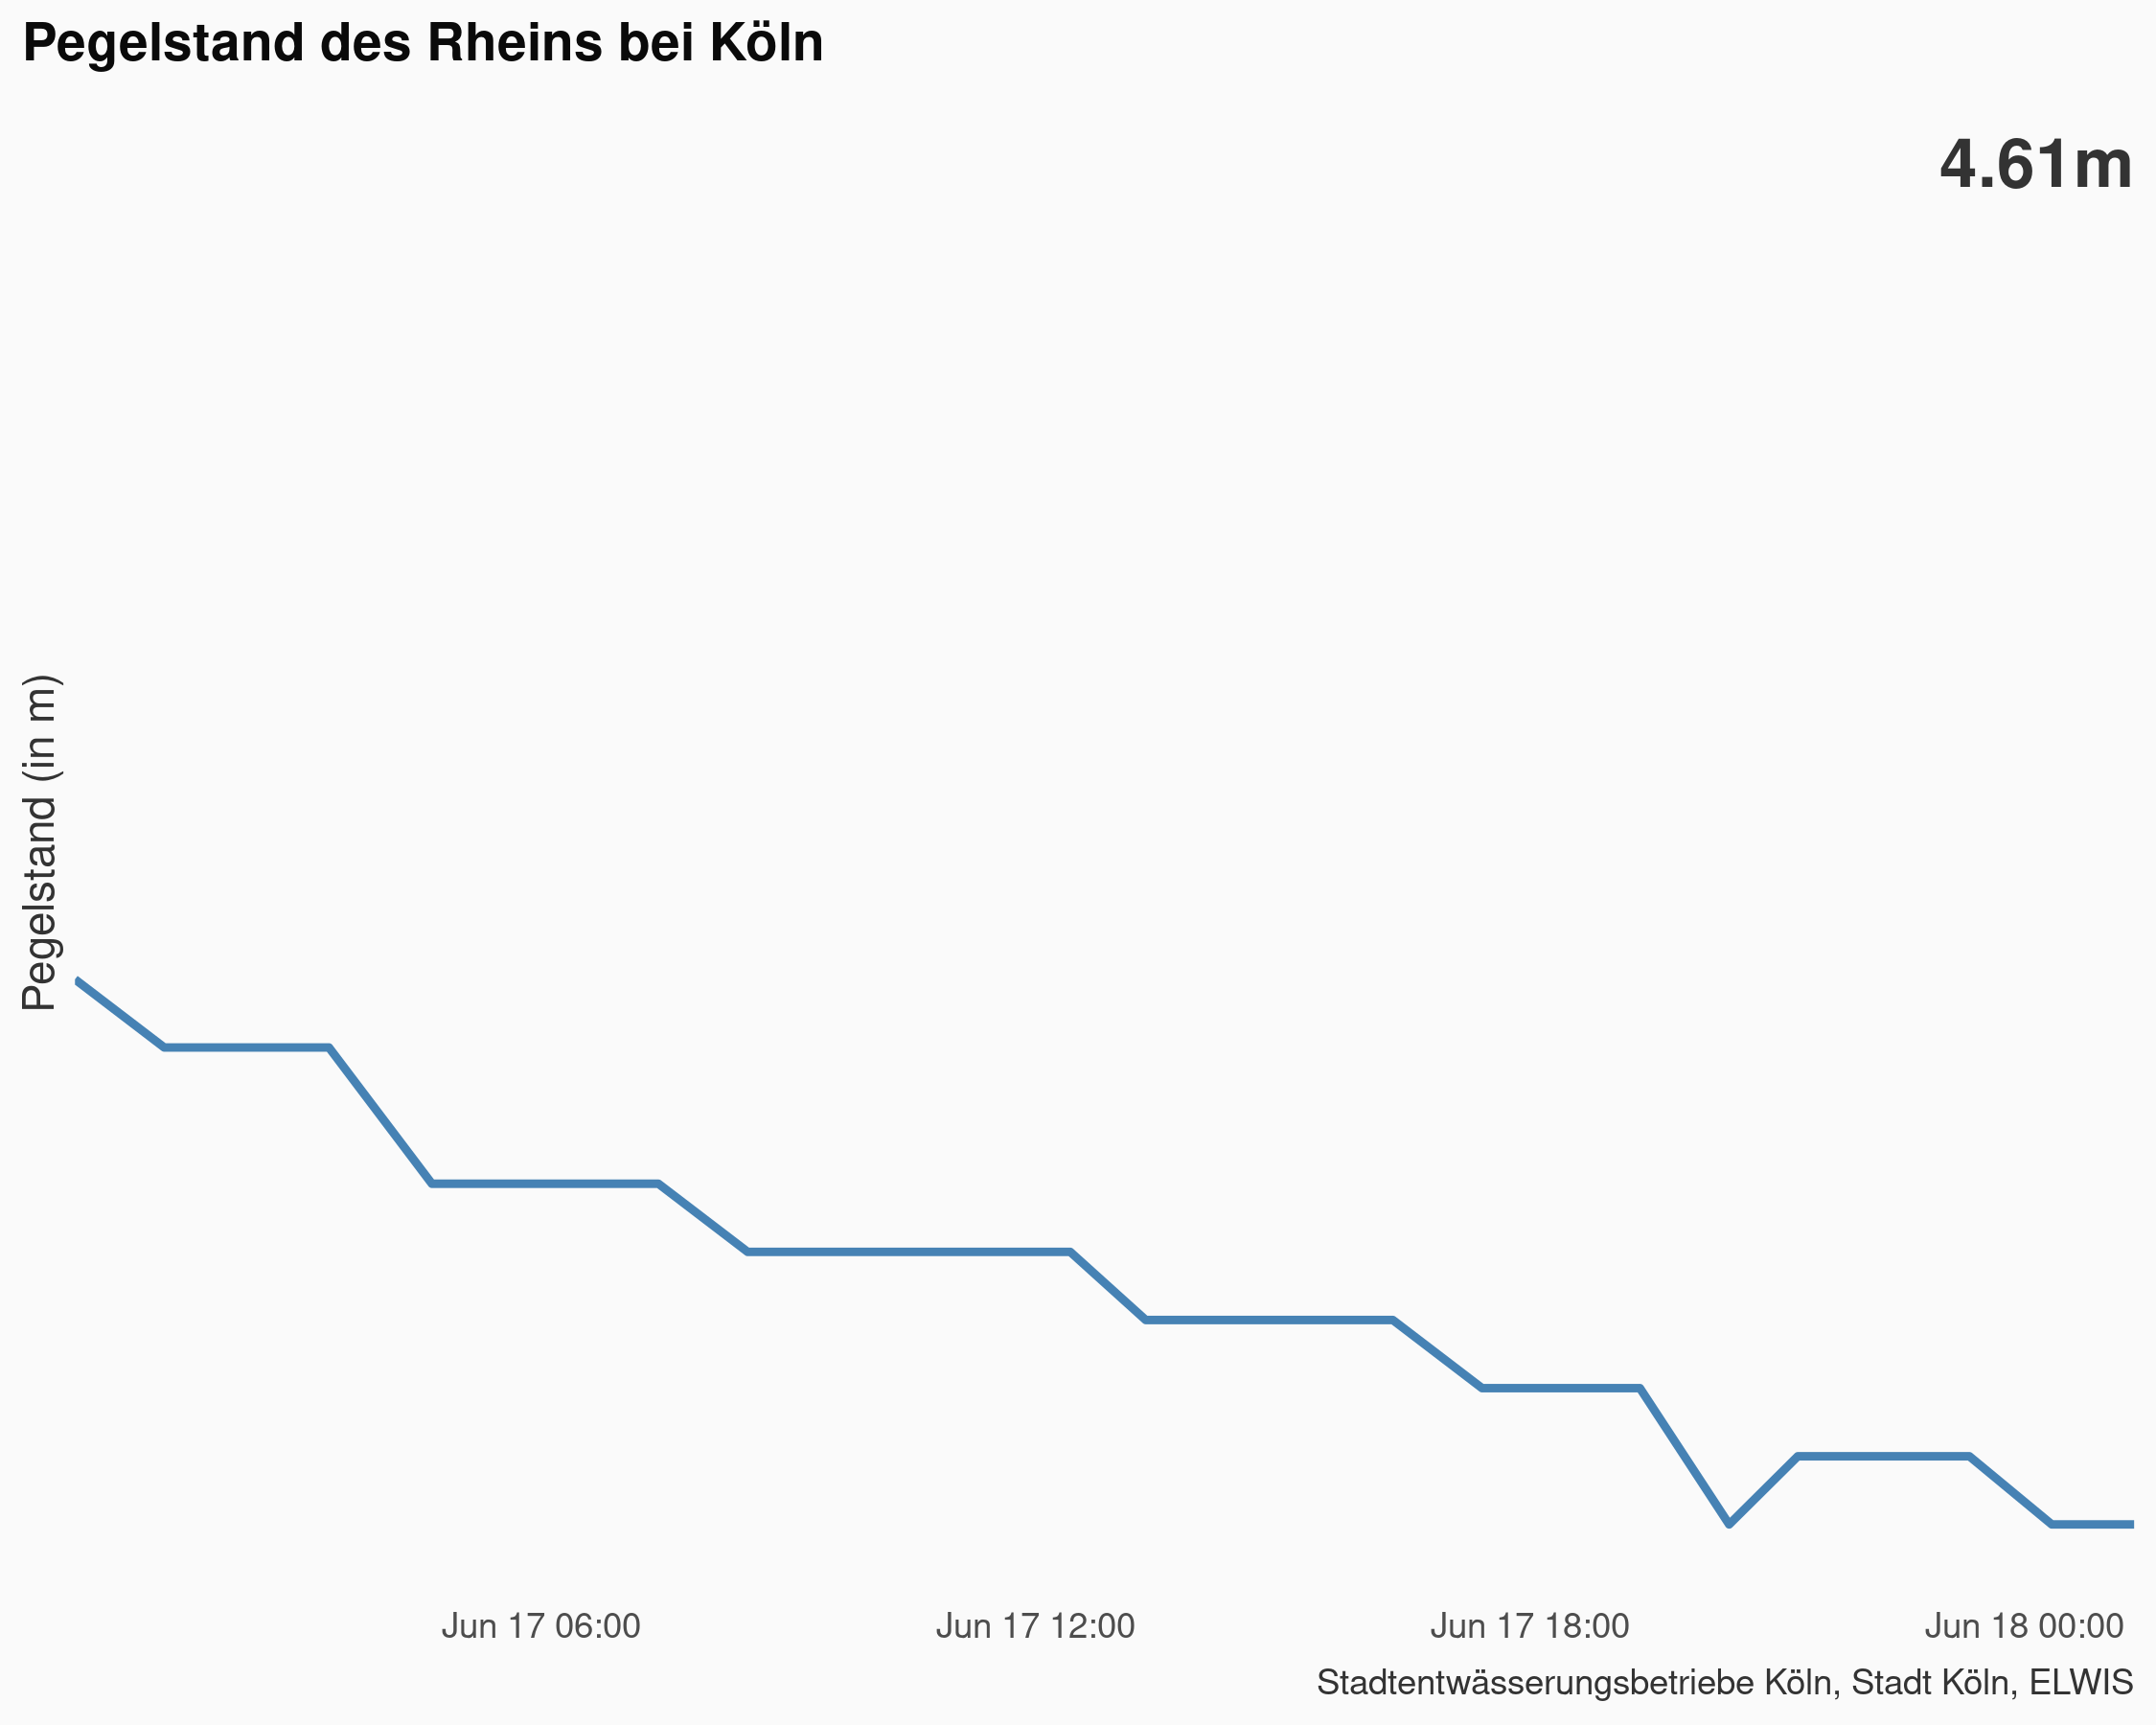 Pegelstand des Rheins bei Köln
4.61m
Pegelstand (in m)
Jun 17 06:00
Jun 17 12:00
Jun 17 18:00
Jun 18 00:00
Stadtentwässerungsbetriebe Köln, Stadt Köln, ELWIS